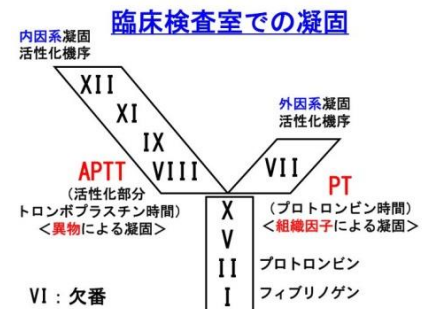 臨床検査室での凝固
内因系凝固
活性化機序
XII
XI
IX
VIII
外因系凝固
活性化機序
VII
APTT
(活性化部分
トロンボプラスチン時間)
<異物による凝固>
PT
(プロトロンビン時間)
<組織因子による凝固>
X
V
II プロトロンビン
I フィブリノゲン
VI:欠番